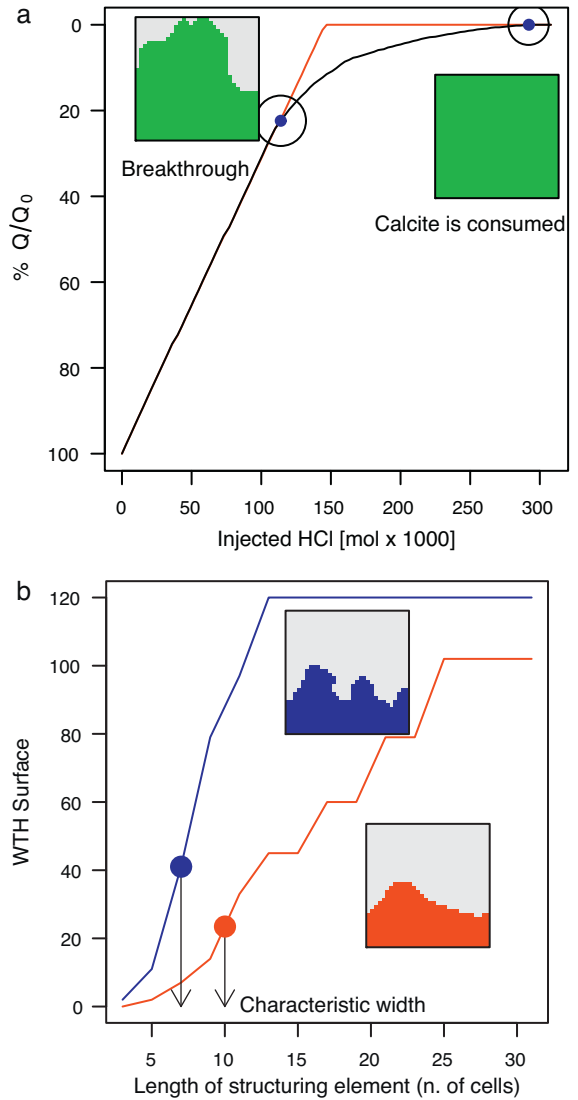 a
0
20
40
60
80
100
% Q/Q0
Breakthrough
Calcite is consumed
0
50
100
150
200
250
300
Injected HCl [mol x 1000]
b
120
100
80
60
40
20
0
WTH Surface
Characteristic width
5
10
15
20
25
30
Length of structuring element (n. of cells)